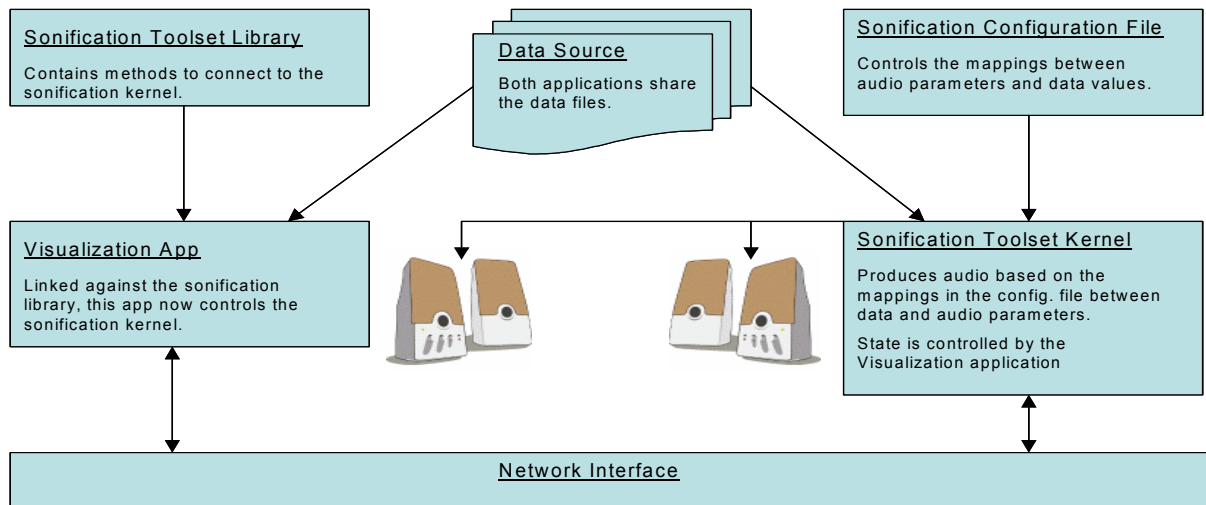 Sonification Toolset Library
Contains methods to connect to the
sonification kernel.
Data Source
Both applications share
the data files.
Sonification Configuration File
Controls the mappings between
audio parameters and data values.
Visualization App
Linked against the sonification
library, this app now controls the
sonification kernel.
Sonification Toolset Kernel
Produces audio based on the
mappings in the config. file between
data and audio parameters.
State is controlled by the
Visualization application
Network Interface